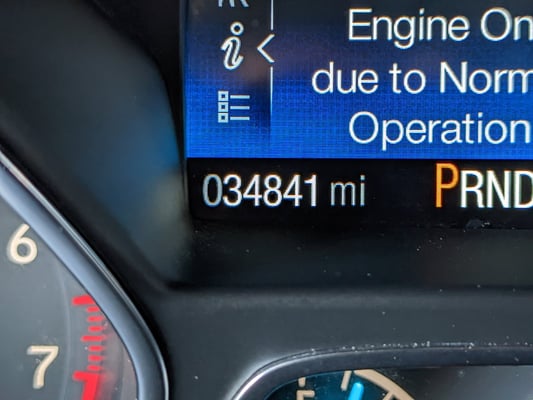 Engine On
due to Norm
Operation
034841 mi PRND
6
7